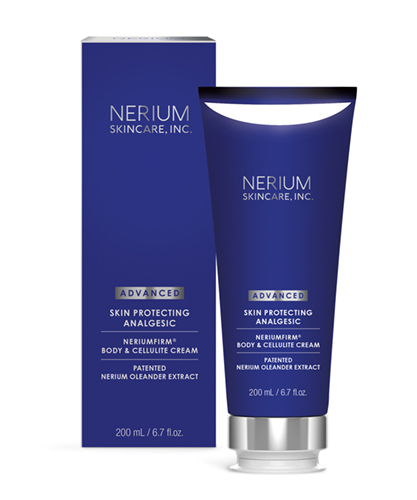 NERIUM
SKINCARE, INC.
ADVANCED
SKIN PROTECTING
ANALGESIC
NERIUMFIRM®
BODY & CELLULITE CREAM
PATENTED
NERIUM OLEANDER EXTRACT
200 mL / 6.7 fl.oz.
NERIUM
SKINCARE, INC.
ADVANCED
SKIN PROTECTING
ANALGESIC
NERIUMFIRM®
BODY & CELLULITE CREAM
PATENTED
NERIUM OLEANDER EXTRACT
200 mL / 6.7 fl.oz.